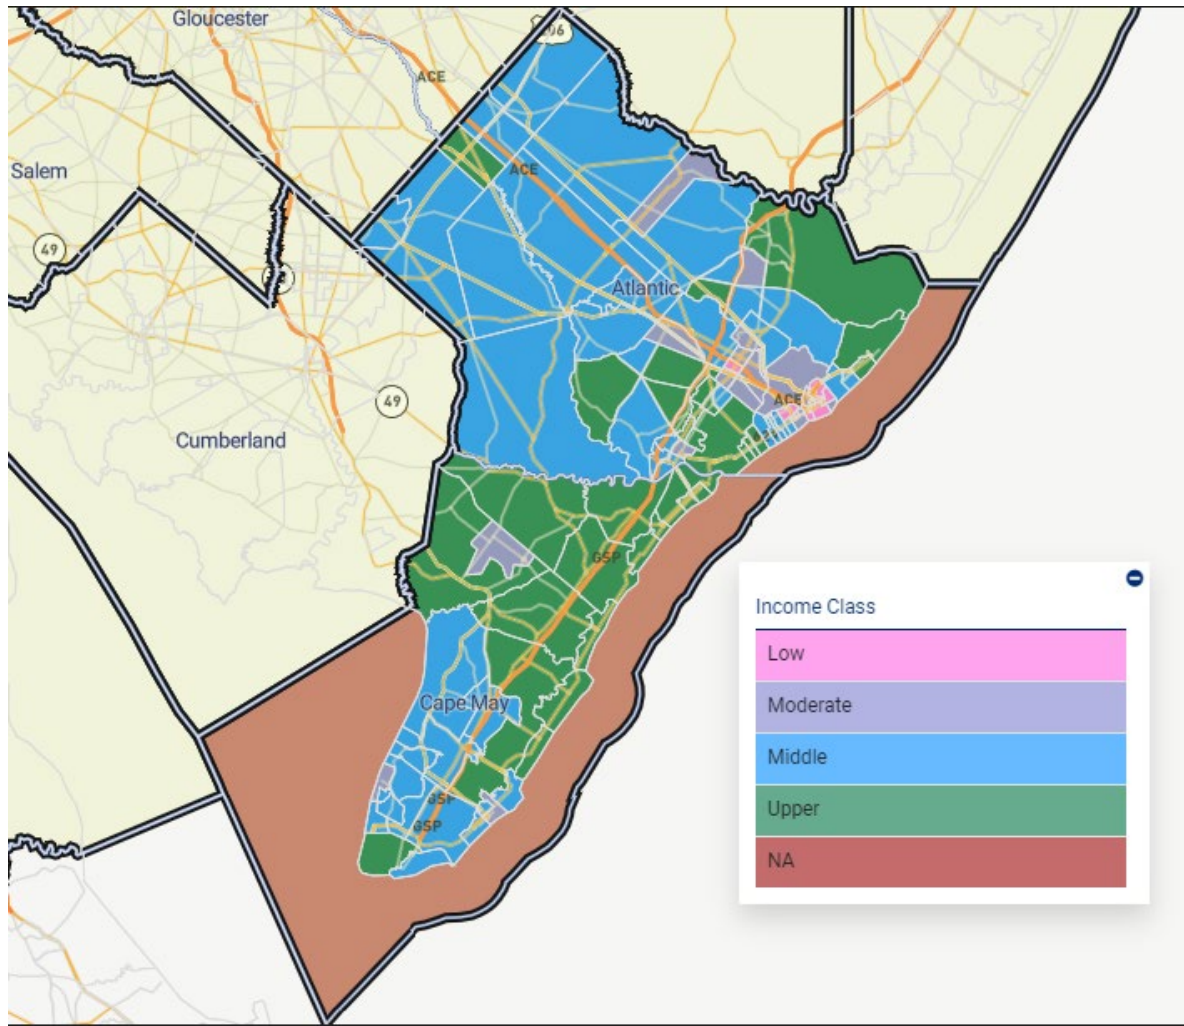 Gloucester
206
ACE
ACE
Salem
49
Atlantic
49
ACE
Cumberland
GSP
Income Class
Low
Moderate
Cape May
Middle
GSP
Upper
GSP
NA